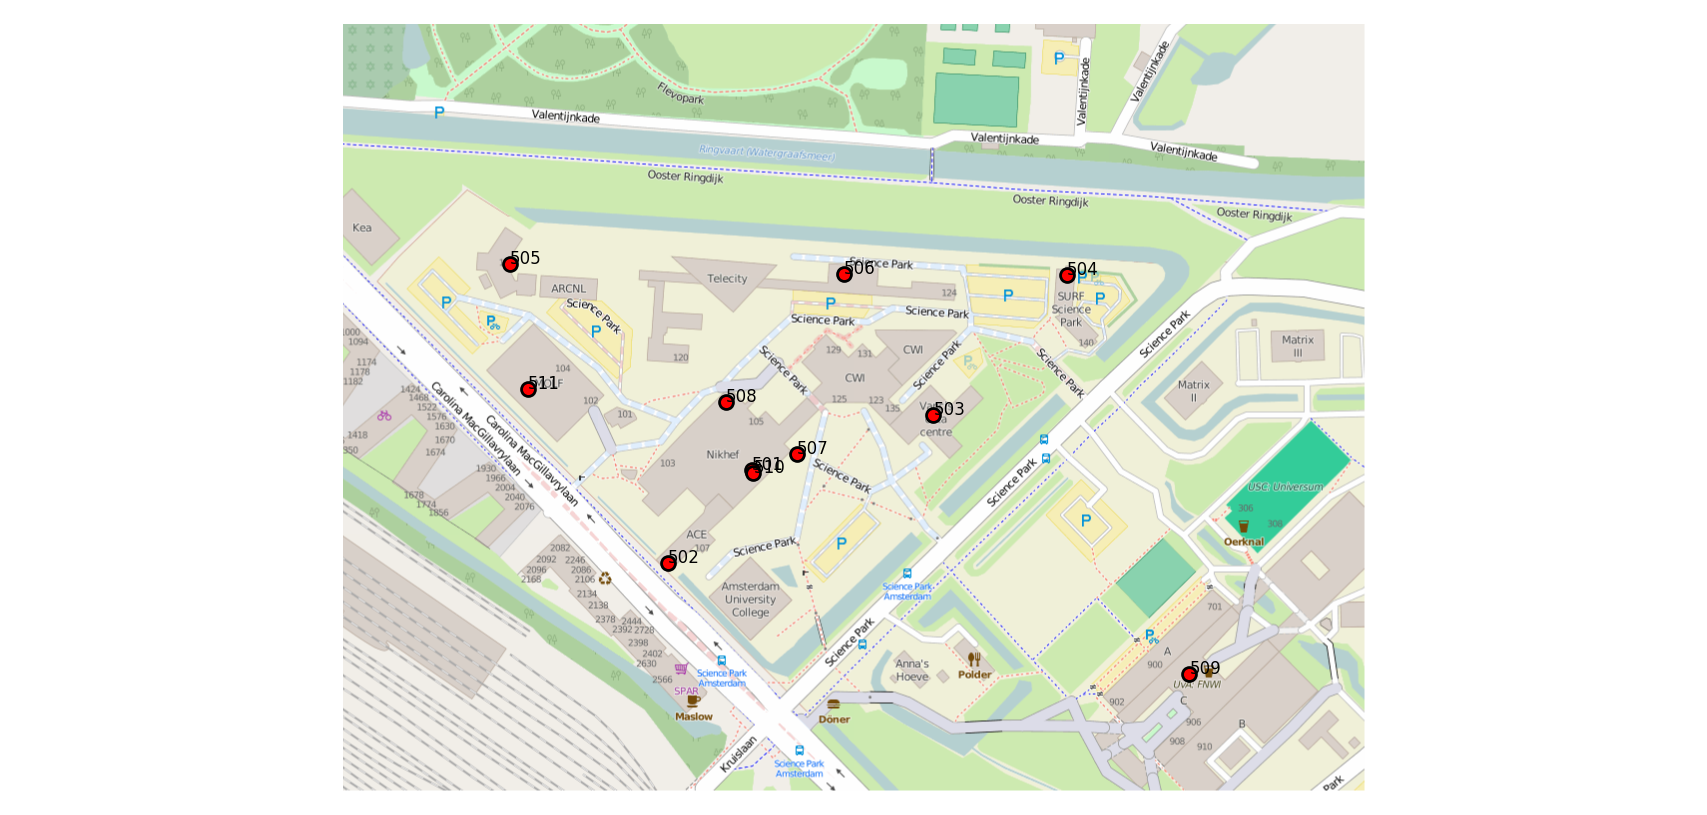 P
Valentijnkade
Valentijnkade
Flevopark
P
Valentijnkade
Valentijnkade
Valentijnkade
Ringvaart (Watergraafsmeer)
Ooster Ringdijk
Ooster Ringdijk
Ooster Ringdijk
Kea
505
Science Park
506
504
Telecity
P
ARCNL
124
P
P
P
P
SURF
Science
Park
Science Park
P
P
Science Park
Science Park
Science Park
140
120
129
131
CWI
Science Park
Science Park
Science Park
P
Matrix
III
1000
1094
1174
1178
1182
104
511
CWI
Matrix
II
1424
1468
1522
1576
1630
1670
1674
1418
350
102
101
508
105
125
123
135
503
centre
Carolina MacGillavrylaan
Carolina MacGillavrylaan
Nikhef
103
501
510
507
Science Park
Science Park
1930
1966
2004
2040
2076
1678
1774
1856
USC Universum
306
308
Oerknal
P
ACE
107
502
Science Park
P
2082
2092
2096
2168
2246
2086
2106
2134
2138
2378
2392
2444
2728
2398
2402
2630
2566
Amsterdam
University
College
Science Park
Amsterdam
701
P
A
900
Science Park
Anna's
Hoeve
Polder
509
UvA: FNWI
SPAR
Science Park
Amsterdam
Maslow
Döner
902
C
906
908
910
B
Kruislaan
Science Park
Amsterdam
Park